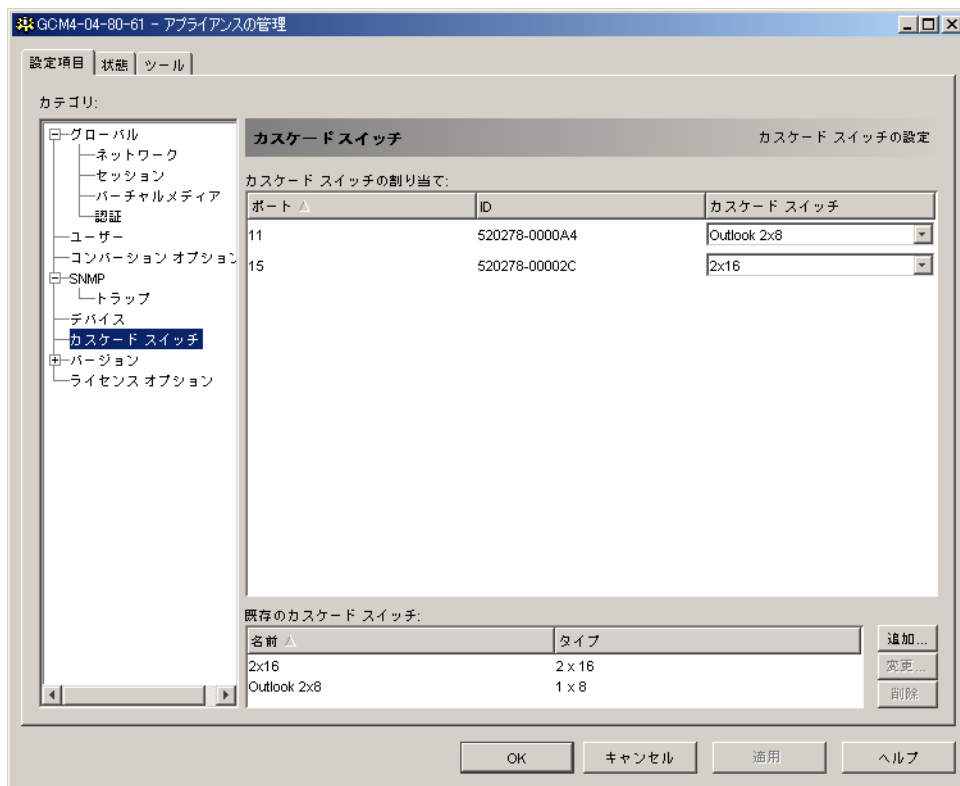 GCM4-04-80-61 - アプライアンスの管理
設定項目 状態 ツール
カテゴリ:
グローバル
ネットワーク
セッション
バーチャルメディア
認証
ユーザー
コンバーション オプション
SNMP
トラップ
デバイス
カスケード スイッチ
バージョン
ライセンス オプション
カスケードスイッチ カスケード スイッチの設定
カスケード スイッチの割り当て:
ポート ID カスケード スイッチ
11 520278-0000A4 Outlook 2x8
15 520278-00002C 2x16
既存のカスケード スイッチ:
名前 タイプ
2x16 2 x 16
Outlook 2x8 1 x 8
追加...
変更...
削除
OK キャンセル 適用 ヘルプ